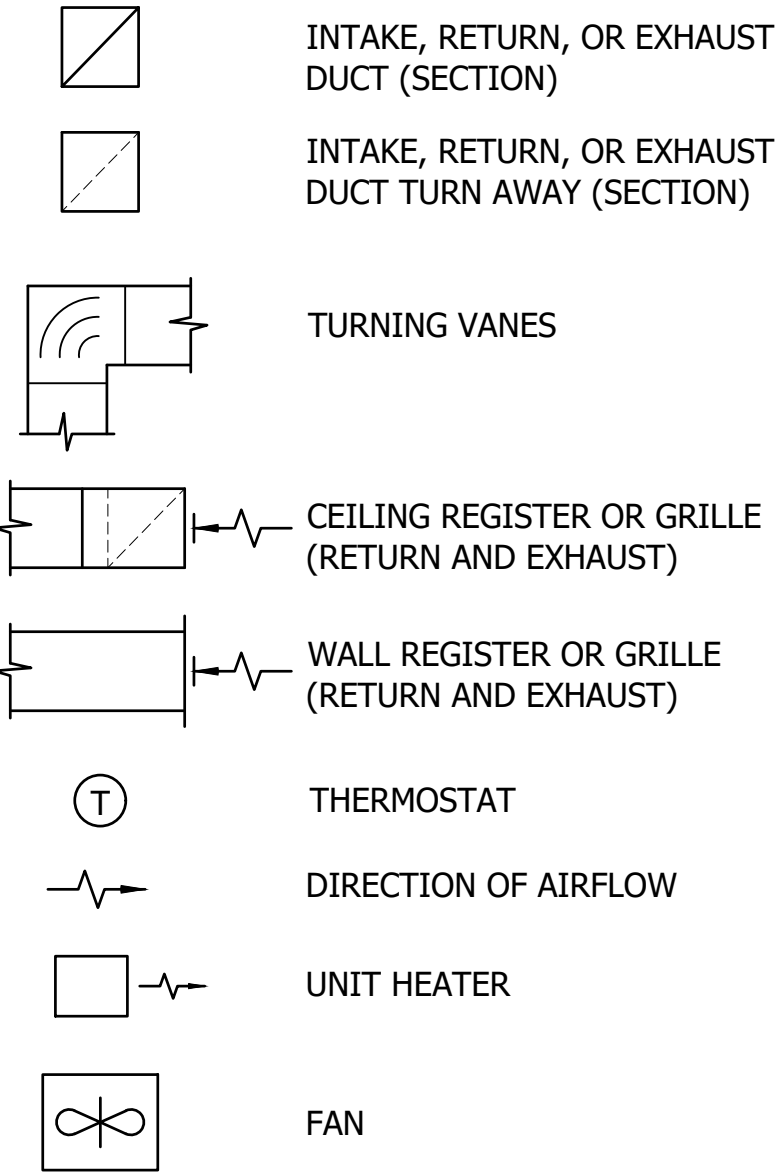 INTAKE, RETURN, OR EXHAUST
DUCT (SECTION)
INTAKE, RETURN, OR EXHAUST
DUCT TURN AWAY (SECTION)
TURNING VANES
CEILING REGISTER OR GRILLE
(RETURN AND EXHAUST)
WALL REGISTER OR GRILLE
(RETURN AND EXHAUST)
T THERMOSTAT
DIRECTION OF AIRFLOW
UNIT HEATER
FAN